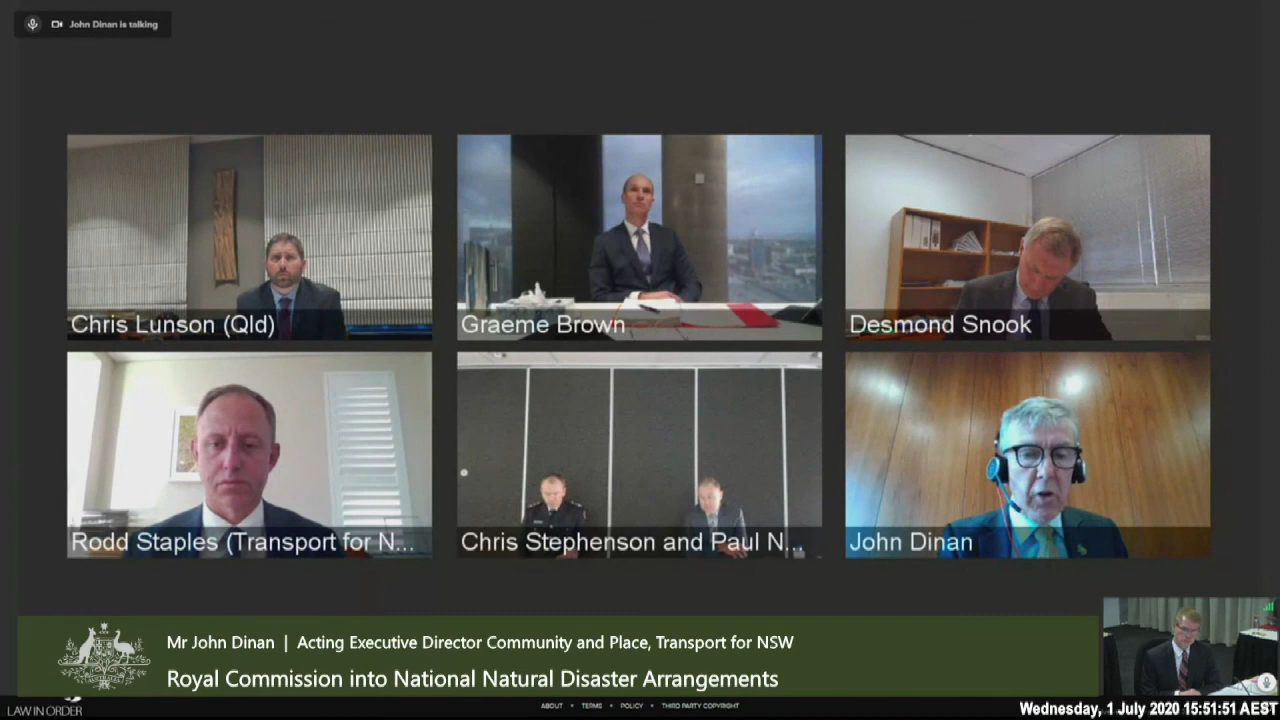 John Dinan is talking
Chris Lunson (Qld)
Graeme Brown
Desmond Snook
Rodd Staples (Transport for N...
Chris Stephenson and Paul N...
John Dinan
Mr John Dinan | Acting Executive Director Community and Place, Transport for NSW
Royal Commission into National Natural Disaster Arrangements
LAW IN ORDER
ABOUT • TERMS • POLICY • THIRD PARTY COPYRIGHT
Wednesday, 1 July 2020 15:51:51 AEST